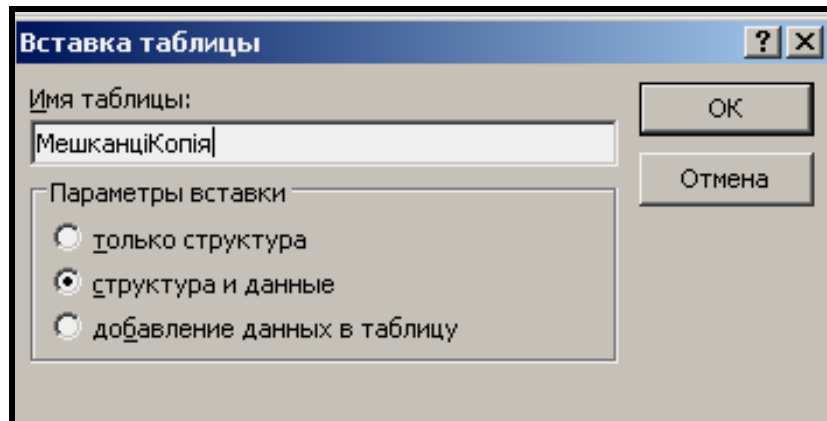 Вставка таблицы
Имя таблицы:
МешканціКопія
OK
Отмена
Параметры вставки
только структура
структура и данные
добавление данных в таблицу